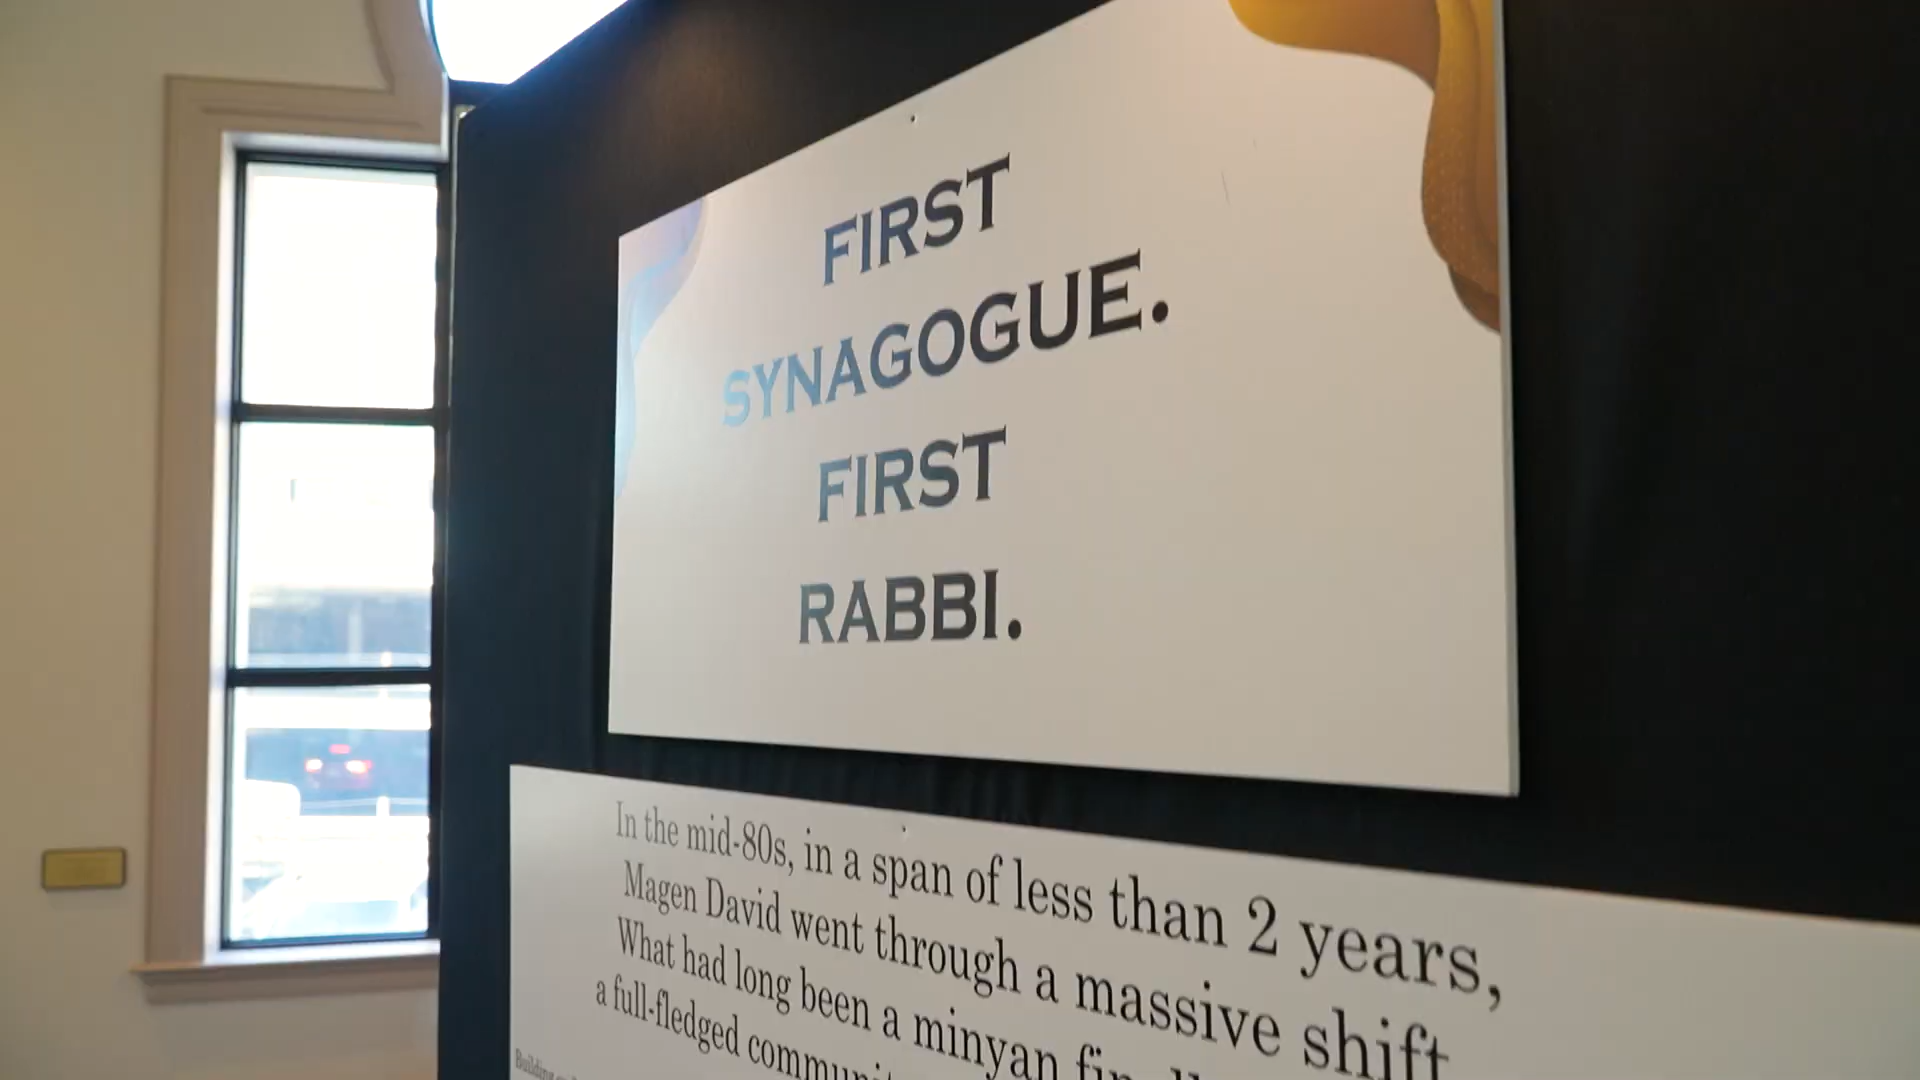 FIRST
SYNAGOGUE.
FIRST
RABBI.
In the mid-80s, in a span of less than 2 years,
Magen David went through a massive shift
What had long been a minyan
a full-fledged
Building